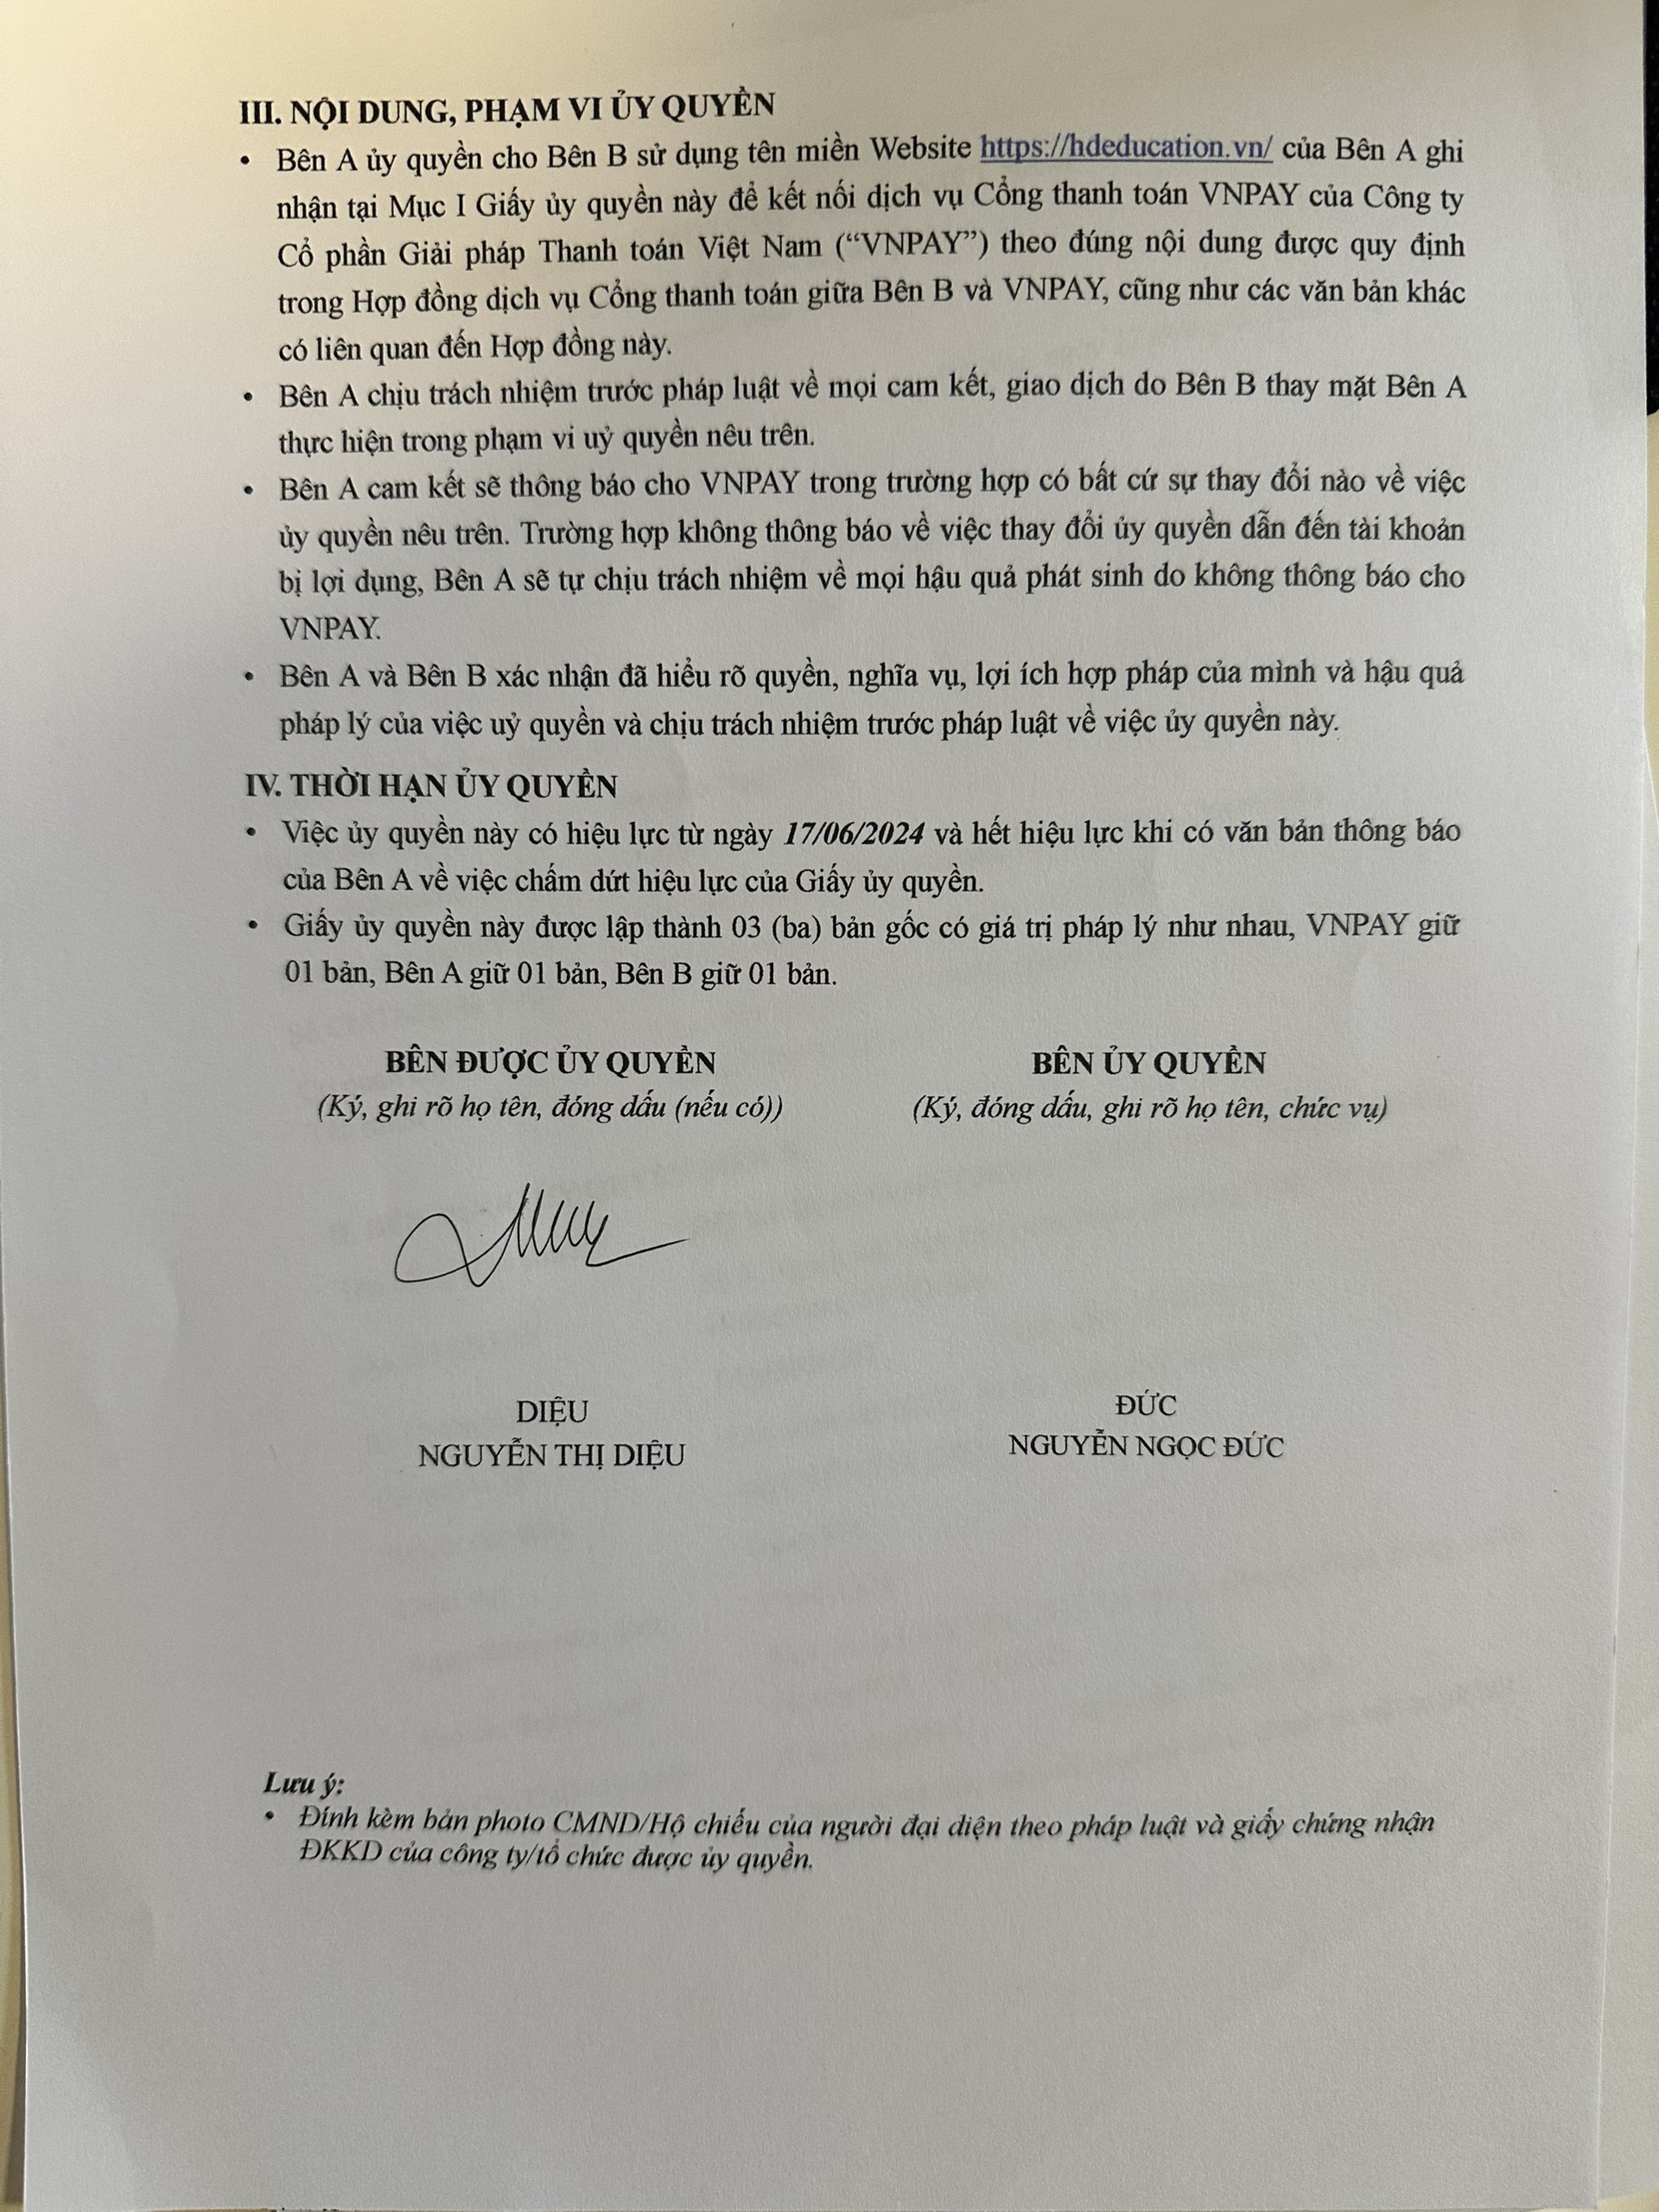 III. NỘI DUNG, PHẠM VI ỦY QUYỀN
• Bên A ủy quyền cho Bên B sử dụng tên miền Website https://hdeducation.vn/ của Bên A ghi
nhận tại Mục I Giấy ủy quyền này để kết nối dịch vụ Cổng thanh toán VNPAY của Công ty
Cổ phần Giải pháp Thanh toán Việt Nam (“VNPAY”) theo đúng nội dung được quy định
trong Hợp đồng dịch vụ Cổng thanh toán giữa Bên B và VNPAY, cũng như các văn bản khác
có liên quan đến Hợp đồng này.
• Bên A chịu trách nhiệm trước pháp luật về mọi cam kết, giao dịch do Bên B thay mặt Bên A
thực hiện trong phạm vi uỷ quyền nêu trên.
• Bên A cam kết sẽ thông báo cho VNPAY trong trường hợp có bất cứ sự thay đổi nào về việc
ủy quyền nêu trên. Trường hợp không thông báo về việc thay đổi ủy quyền dẫn đến tài khoản
bị lợi dụng, Bên A sẽ tự chịu trách nhiệm về mọi hậu quả phát sinh do không thông báo cho
VNPAY.
• Bên A và Bên B xác nhận đã hiểu rõ quyền, nghĩa vụ, lợi ích hợp pháp của mình và hậu quả
pháp lý của việc uỷ quyền và chịu trách nhiệm trước pháp luật về việc ủy quyền này.
IV. THỜI HẠN ỦY QUYỀN
• Việc ủy quyền này có hiệu lực từ ngày 17/06/2024 và hết hiệu lực khi có văn bản thông báo
của Bên A về việc chấm dứt hiệu lực của Giấy ủy quyền.
• Giấy ủy quyền này được lập thành 03 (ba) bản gốc có giá trị pháp lý như nhau, VNPAY giữ
01 bản, Bên A giữ 01 bản, Bên B giữ 01 bản.
BÊN ĐƯỢC ỦY QUYỀN
(Ký, ghi rõ họ tên, đóng dấu (nếu có))
BÊN ỦY QUYỀN
(Ký, đóng dấu, ghi rõ họ tên, chức vụ)
DIỆU
NGUYỄN THỊ DIỆU
ĐỨC
NGUYỄN NGỌC ĐỨC
Lưu ý:
• Đính kèm bản photo CMND/Hộ chiếu của người đại diện theo pháp luật và giấy chứng nhận
ĐKKD của công ty/tổ chức được ủy quyền.